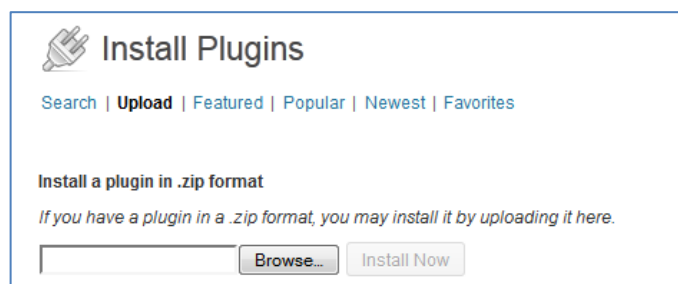 Install Plugins
Search | Upload | Featured | Popular | Newest | Favorites
Install a plugin in .zip format
If you have a plugin in a .zip format, you may install it by uploading it here.
Browse... Install Now